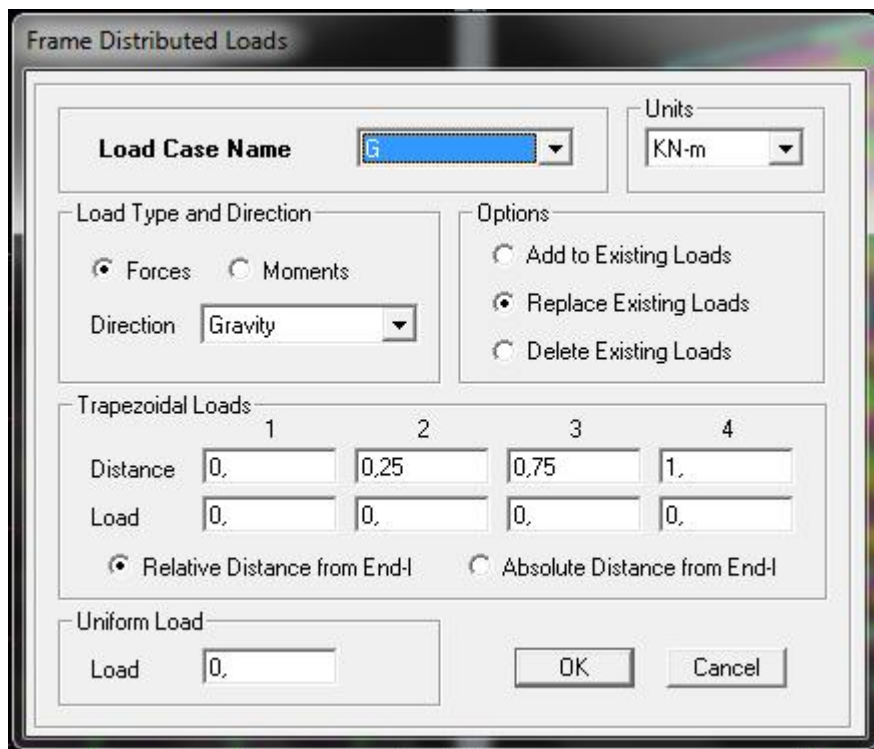 Frame Distributed Loads
Load Case Name G
Units
KN-m
Load Type and Direction
Forces Moments
Direction Gravity
Options
Add to Existing Loads
Replace Existing Loads
Delete Existing Loads
Trapezoidal Loads
1 2 3 4
Distance 0, 0,25 0,75 1,
Load 0, 0, 0, 0,
Relative Distance from End-I Absolute Distance from End-I
Uniform Load
Load 0,
OK Cancel